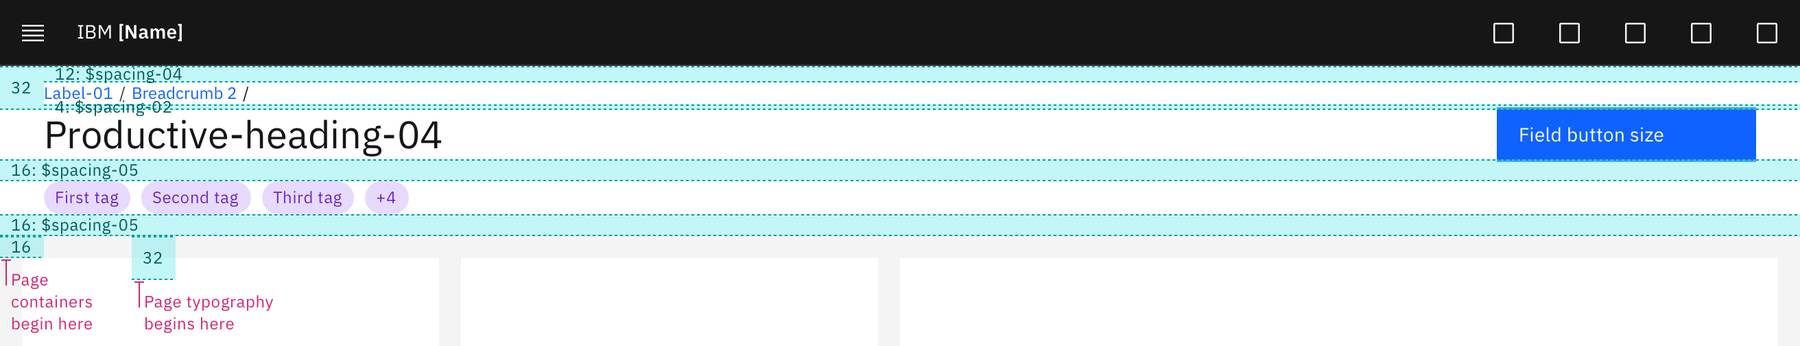 IBM [Name]
12: $spacing-04
32
Label-01 / Breadcrumb 2 /
4: $spacing-02
Productive-heading-04
Field button size
16: $spacing-05
First tag Second tag Third tag +4
16: $spacing-05
16
32
Page
containers
begin here
Page typography
begins here